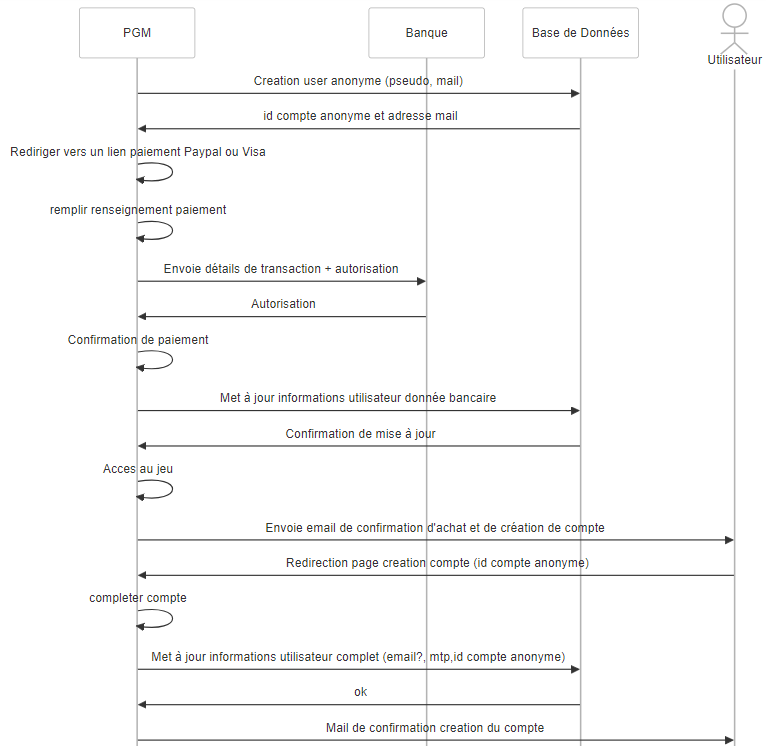 PGM
Banque
Base de Données
Utilisateur
Creation user anonyme (pseudo, mail)
id compte anonyme et adresse mail
Rediriger vers un lien paiement Paypal ou Visa
remplir renseignement paiement
Envoie détails de transaction + autorisation
Autorisation
Confirmation de paiement
Met à jour informations utilisateur donnée bancaire
Confirmation de mise à jour
Acces au jeu
Envoie email de confirmation d'achat et de création de compte
Redirection page creation compte (id compte anonyme)
completer compte
Met à jour informations utilisateur complet (email?, mtp,id compte anonyme)
ok
Mail de confirmation creation du compte